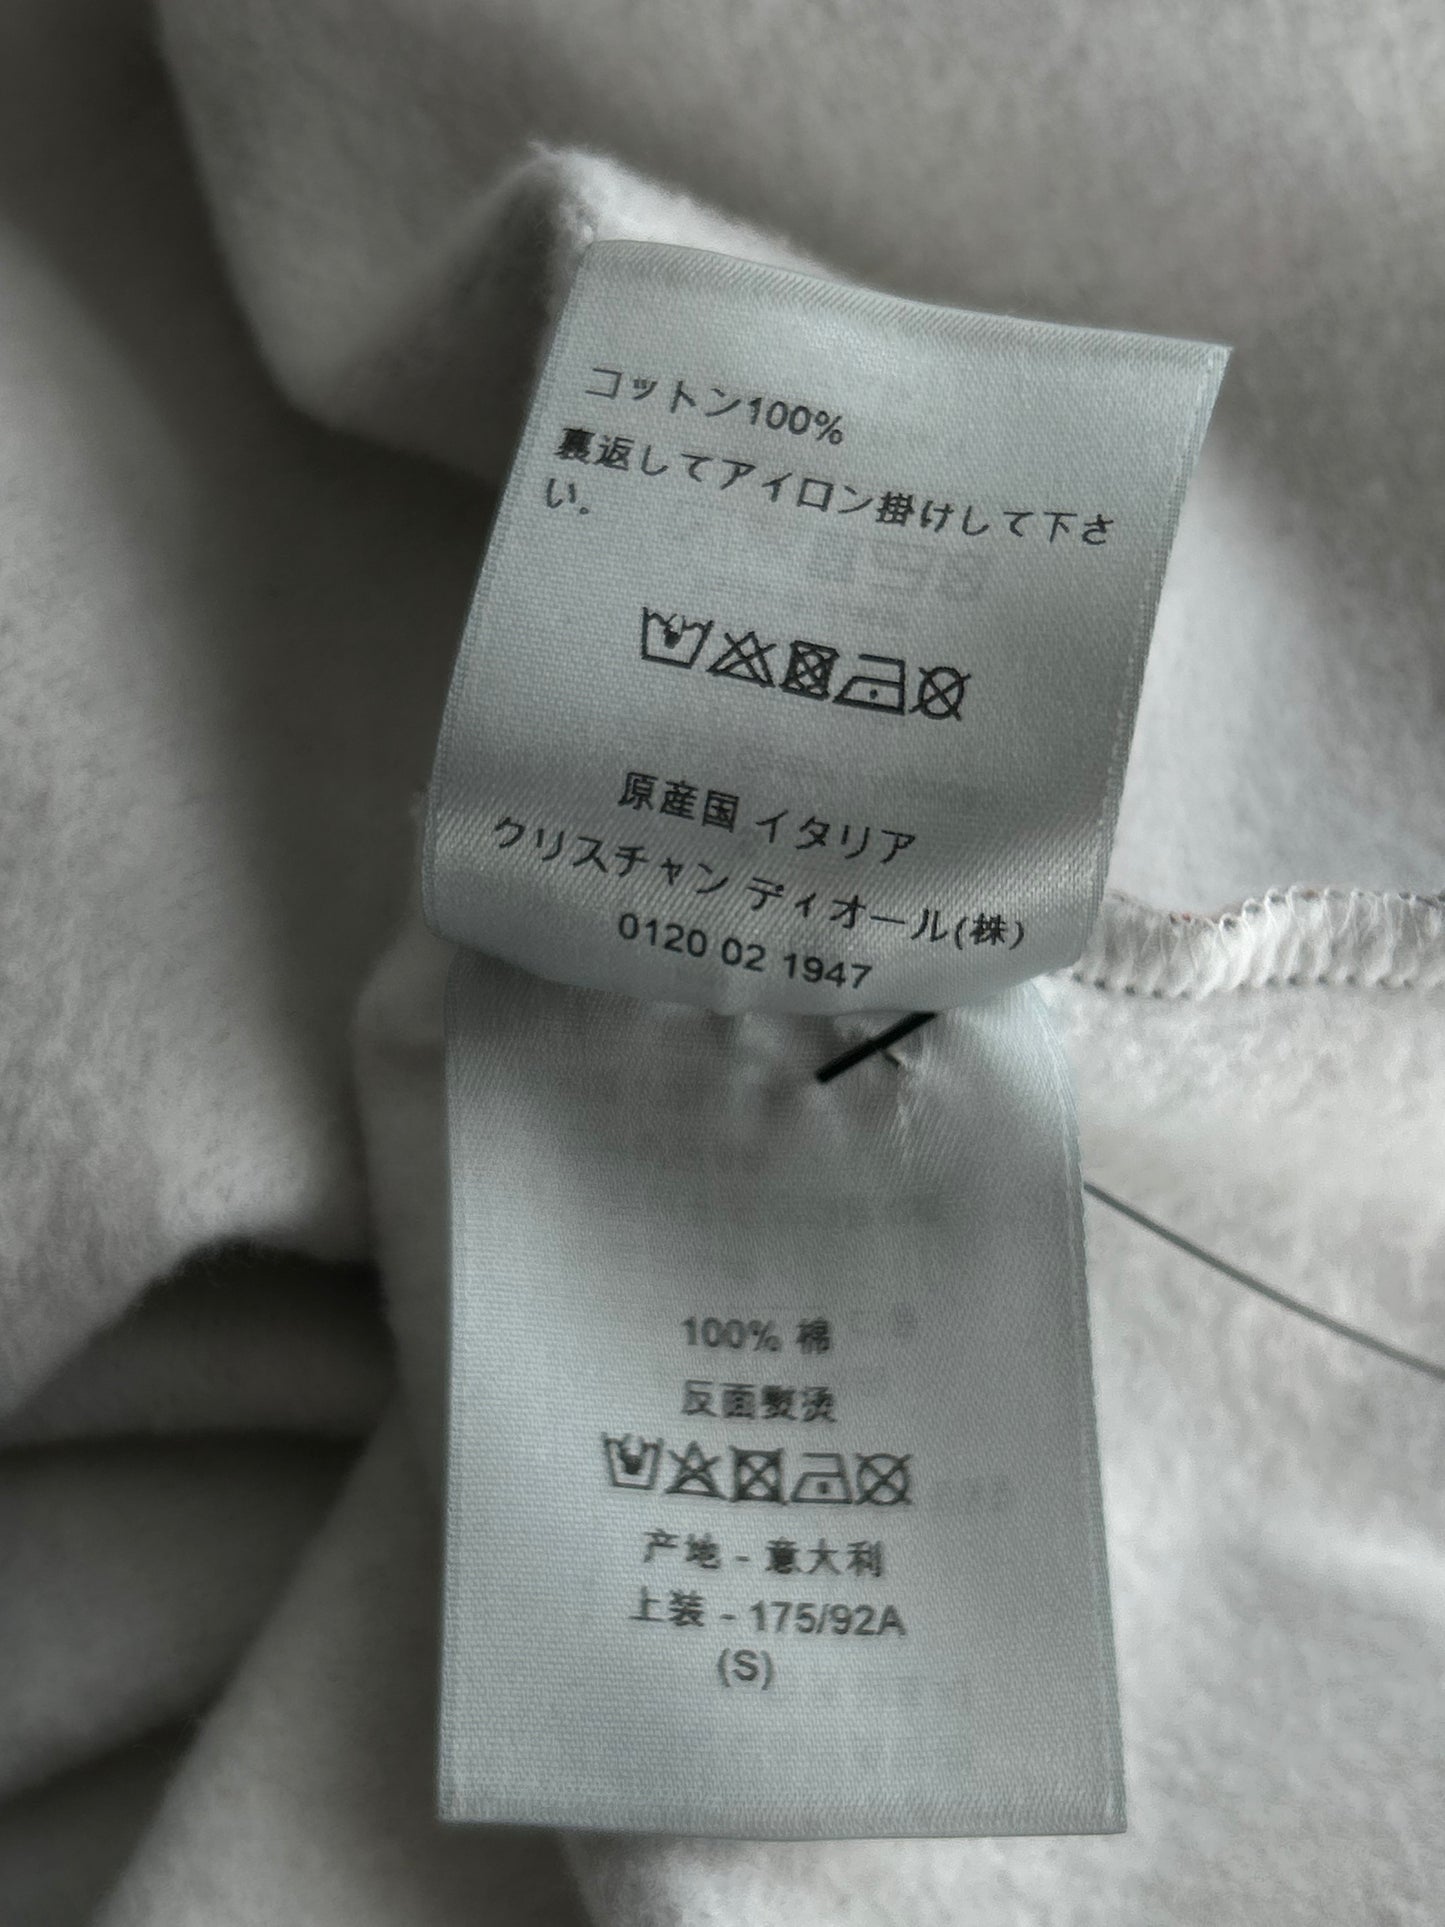 コットン100%
裏返してアイロン掛けして下さ
い。
原産国 イタリア
クリスチャン ディオール(株)
0120 02 1947
100% 棉
反面熨烫
产地 - 意大利
上装 - 175/92A
(S)